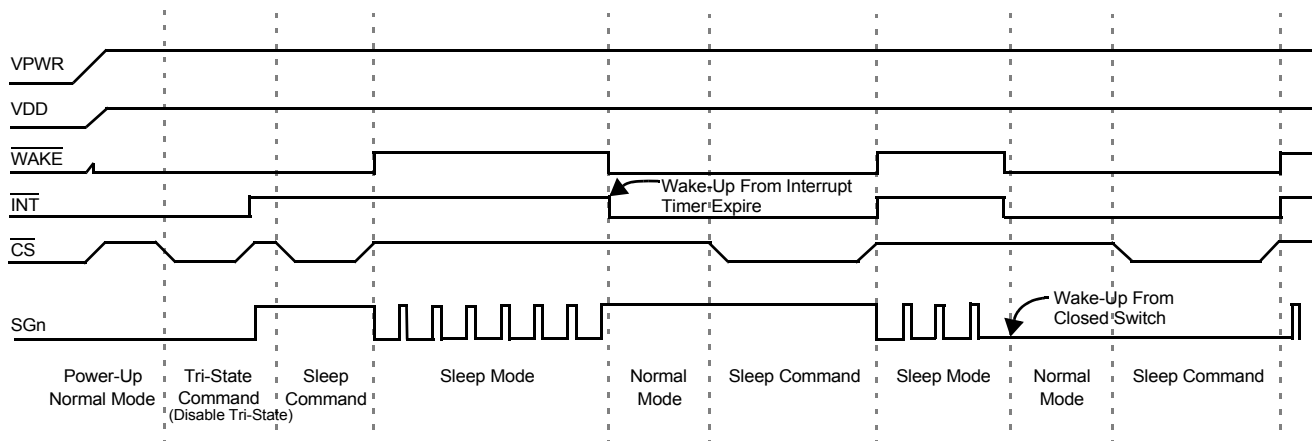 VPWR
VDD
WAKE
INT
Wake-Up From Interrupt
Timer Expire
CS
SGn
Wake-Up From
Closed Switch
Power-Up
Normal Mode
Tri-State
Command
(Disable Tri-State)
Sleep
Command
Sleep Mode
Normal
Mode
Sleep Command
Sleep Mode
Normal
Mode
Sleep Command